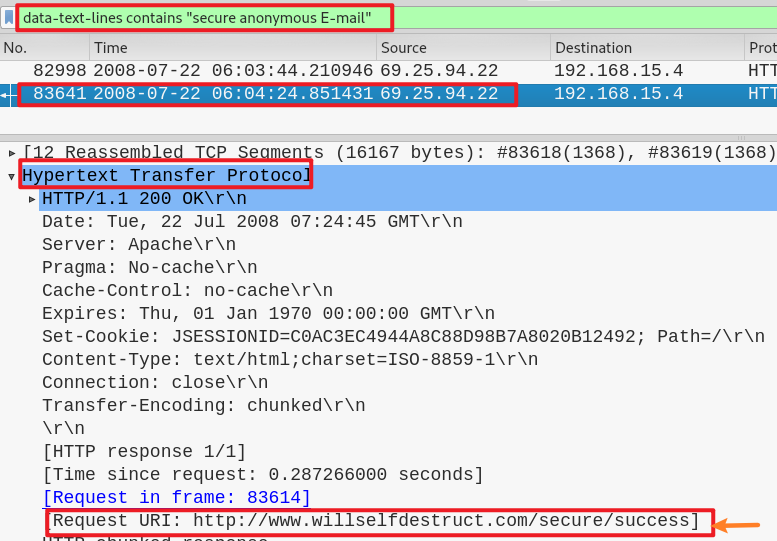 data-text-lines contains "secure anonymous E-mail"
No. Time Source Destination Prot
82998 2008-07-22 06:03:44.210946 69.25.94.22 192.168.15.4 HTT
83641 2008-07-22 06:04:24.851431 69.25.94.22 192.168.15.4 HTT
[12 Reassembled TCP Segments (16167 bytes): #83618(1368), #83619(1368)
Hypertext Transfer Protocol
HTTP/1.1 200 OK\r\n
Date: Tue, 22 Jul 2008 07:24:45 GMT\r\n
Server: Apache\r\n
Pragma: No-cache\r\n
Cache-Control: no-cache\r\n
Expires: Thu, 01 Jan 1970 00:00:00 GMT\r\n
Set-Cookie: JSESSIONID=C0AC3EC4944A8C88D98B7A8020B12492; Path=/\r\n
Content-Type: text/html;charset=ISO-8859-1\r\n
Connection: close\r\n
Transfer-Encoding: chunked\r\n
\r\n
[HTTP response 1/1]
[Time since request: 0.287266000 seconds]
[Request in frame: 83614]
[Request URI: http://www.willselfdestruct.com/secure/success]
HTTP chunked response